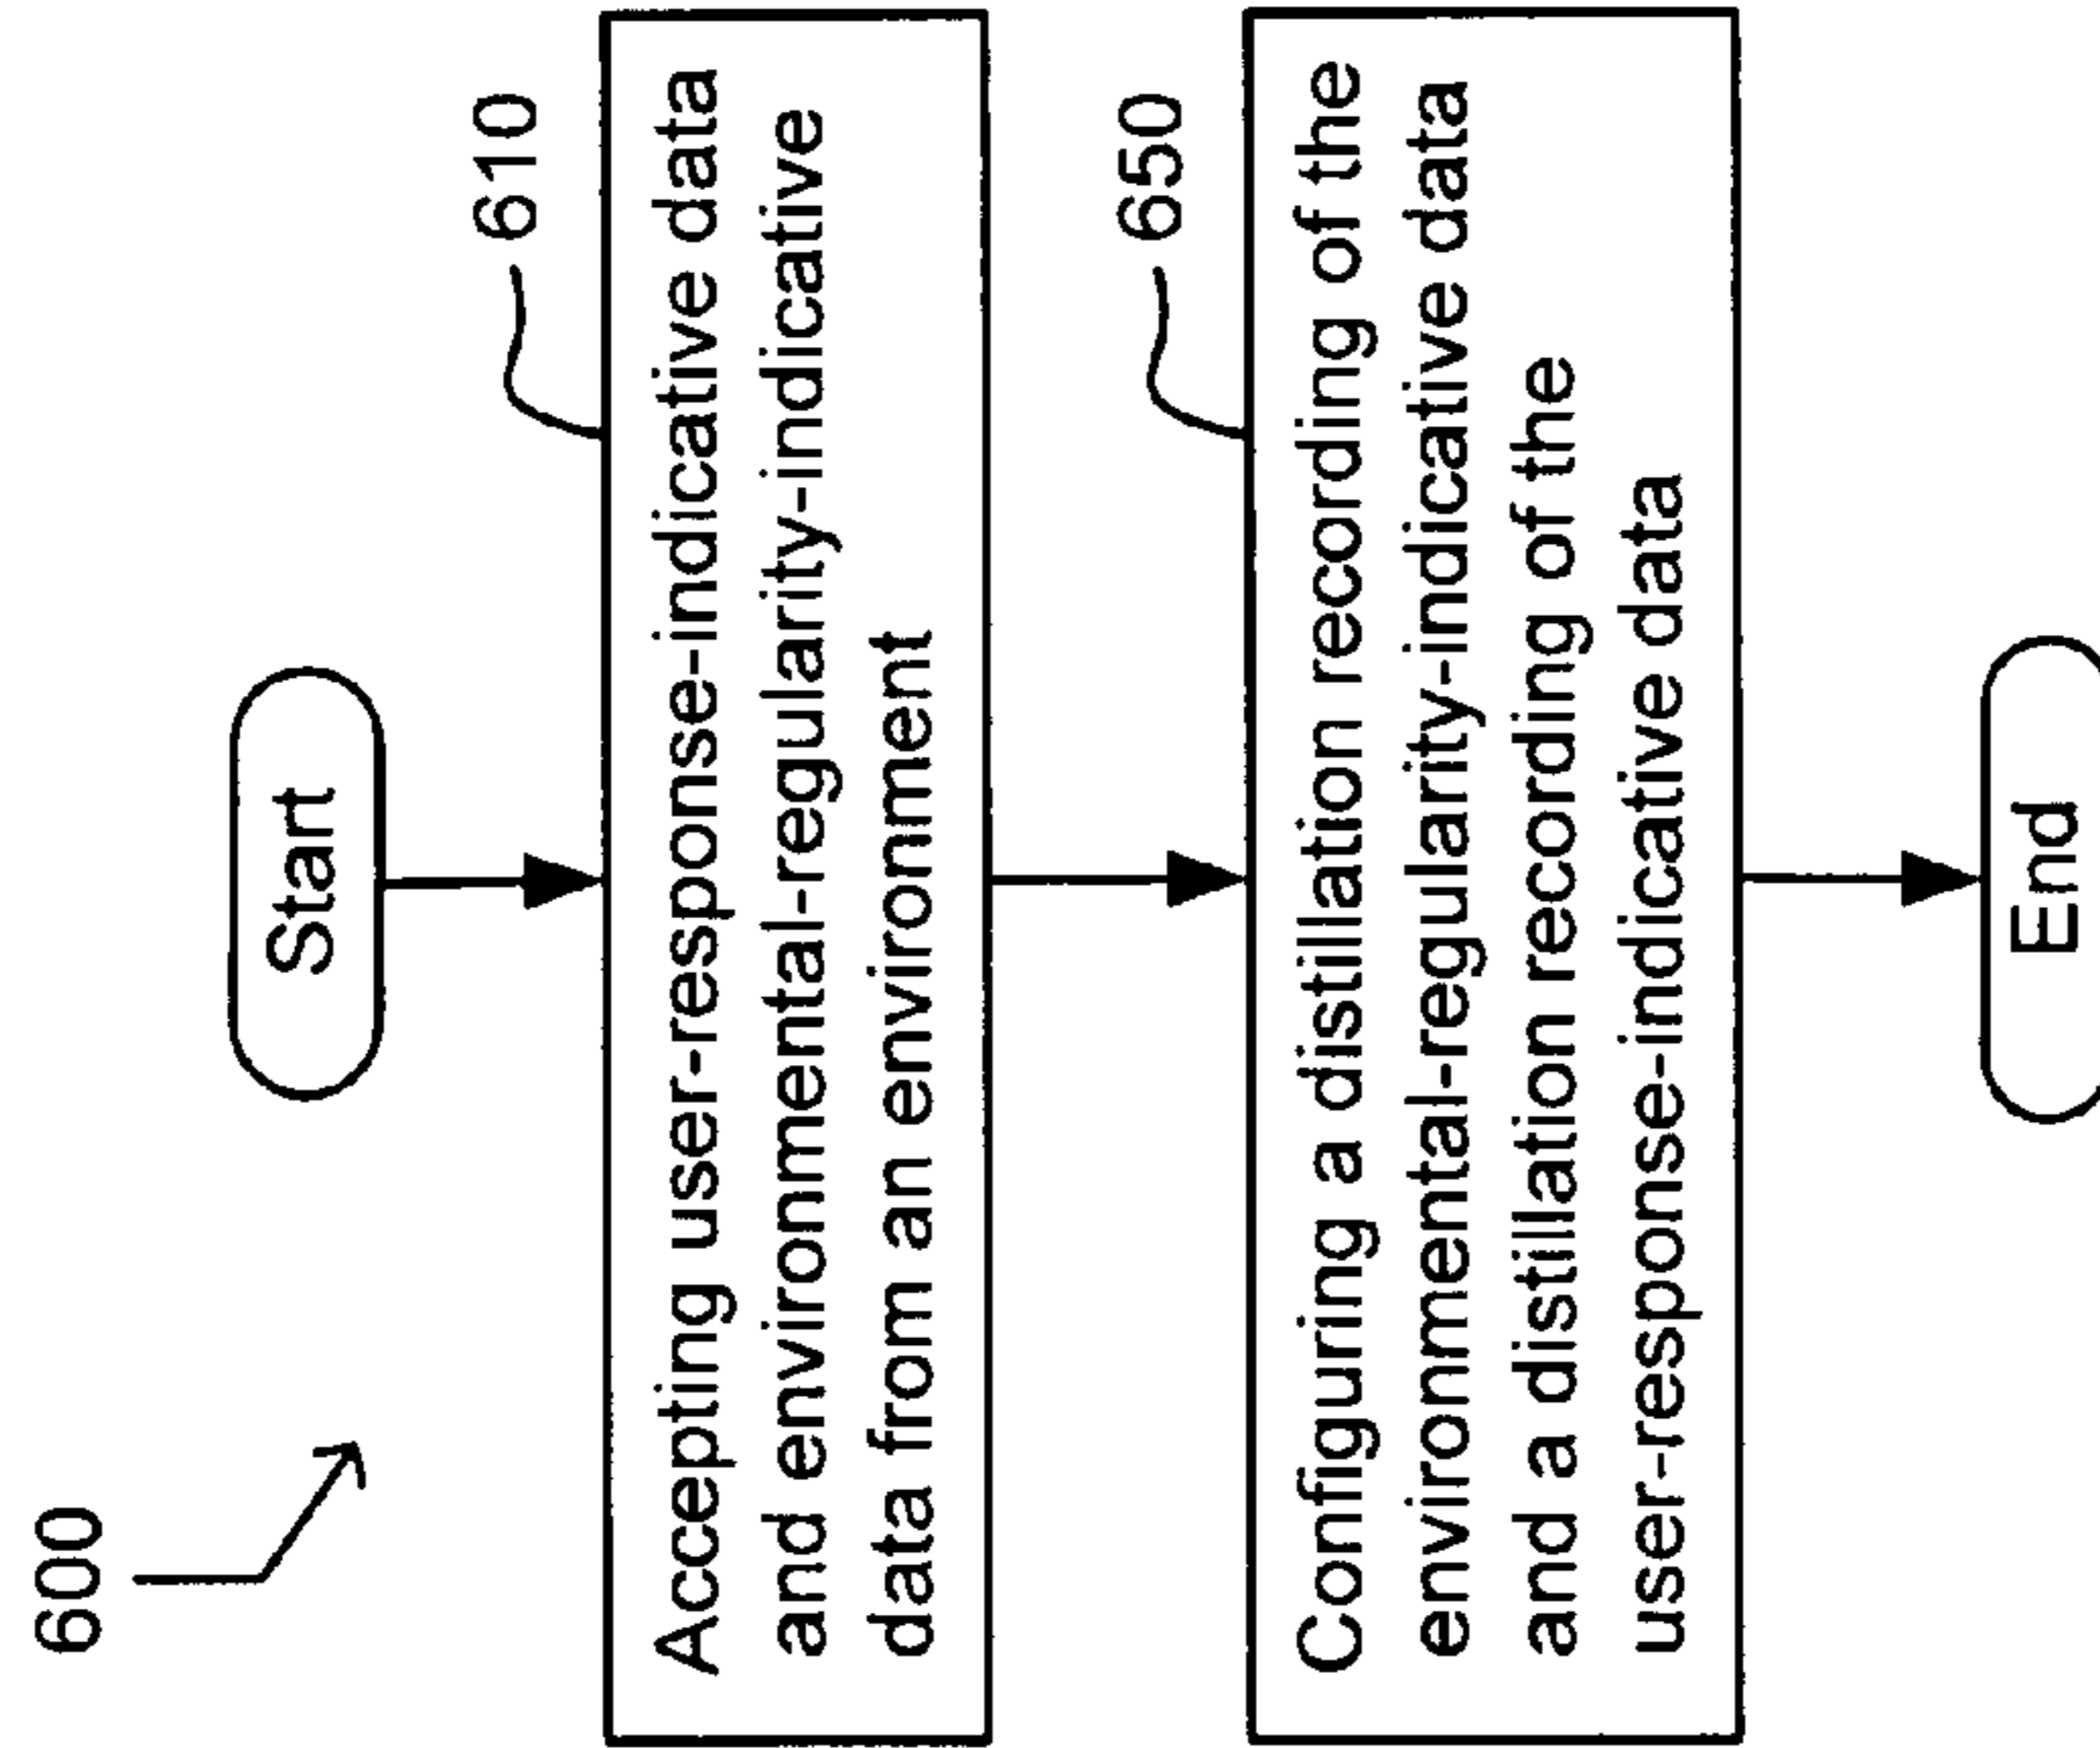 600
Start
610
Accepting user-response-indicative data
and environmental-regularity-indicative
data from an environment
650
Configuring a distillation recording of the
environmental-regularity-indicative data
and a distillation recording of the
user-response-indicative data
End